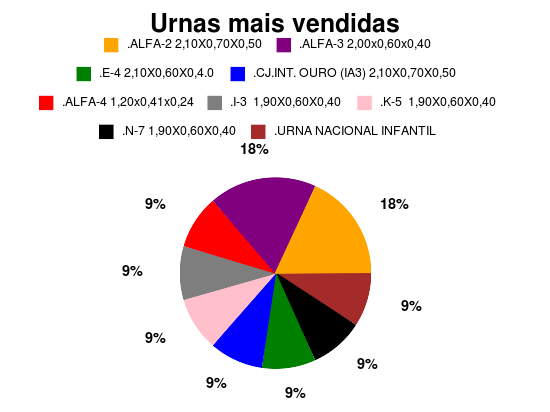 Urnas mais vendidas
.ALFA-2 2,10X0,70X0,50 .ALFA-3 2,00x0,60x0,40
.E-4 2,10X0,60X0,4.0 .CJ.INT. OURO (IA3) 2,10X0,70X0,50
.ALFA-4 1,20x0,41x0,24 .I-3 1,90X0,60X0,40 .K-5 1,90X0,60X0,40
.N-7 1,90X0,60X0,40 .URNA NACIONAL INFANTIL
18%
9% 18%
9%
9%
9%
9%
9%
9%